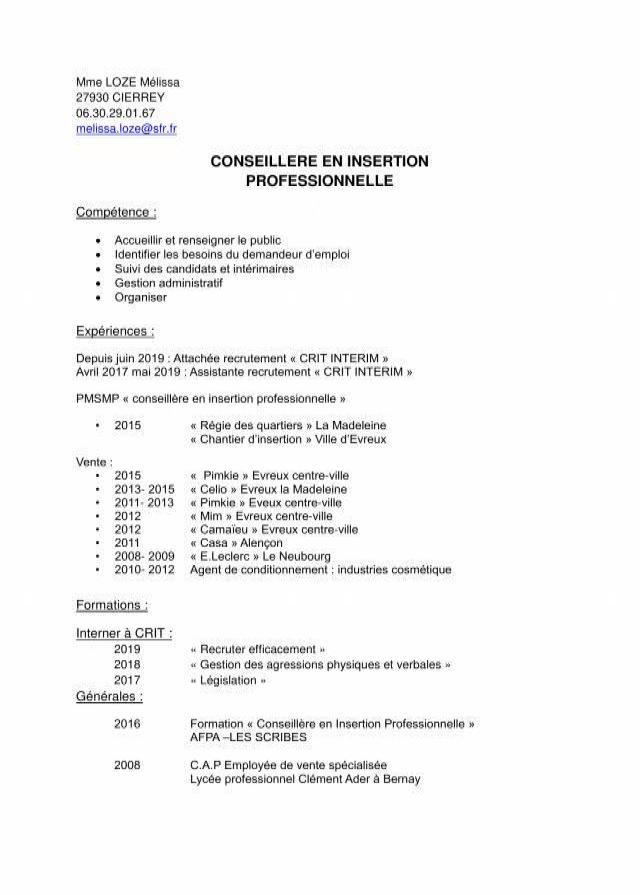 Mme LOZE Mélissa
27930 CIERREY
06.30.29.01.67
melissa.loze@sfr.fr
CONSEILLERE EN INSERTION
PROFESSIONNELLE
Compétence :
• Accueillir et renseigner le public
• Identifier les besoins du demandeur d'emploi
• Suivi des candidats et intérimaires
• Gestion administratif
• Organiser
Expériences :
Depuis juin 2019 : Attachée recrutement « CRIT INTERIM »
Avril 2017 mai 2019 : Assistante recrutement « CRIT INTERIM »
PMSMP « conseillère en insertion professionnelle »
• 2015 « Régie des quartiers » La Madeleine
« Chantier d'insertion » Ville d'Evreux
Vente :
• 2015 « Pimkie » Evreux centre-ville
• 2013- 2015 « Celio » Evreux la Madeleine
• 2011- 2013 « Pimkie » Eveux centre-ville
• 2012 « Mim » Evreux centre-ville
• 2012 « Camaïeu » Evreux centre-ville
• 2011 « Casa » Alençon
• 2008- 2009 « E.Leclerc » Le Neubourg
• 2010- 2012 Agent de conditionnement : industries cosmétique
Formations :
Interner à CRIT :
2019 « Recruter efficacement »
2018 « Gestion des agressions physiques et verbales »
2017 « Législation »
Générales :
2016 Formation « Conseillère en Insertion Professionnelle »
AFPA –LES SCRIBES
2008 C.A.P Employée de vente spécialisée
Lycée professionnel Clément Ader à Bernay